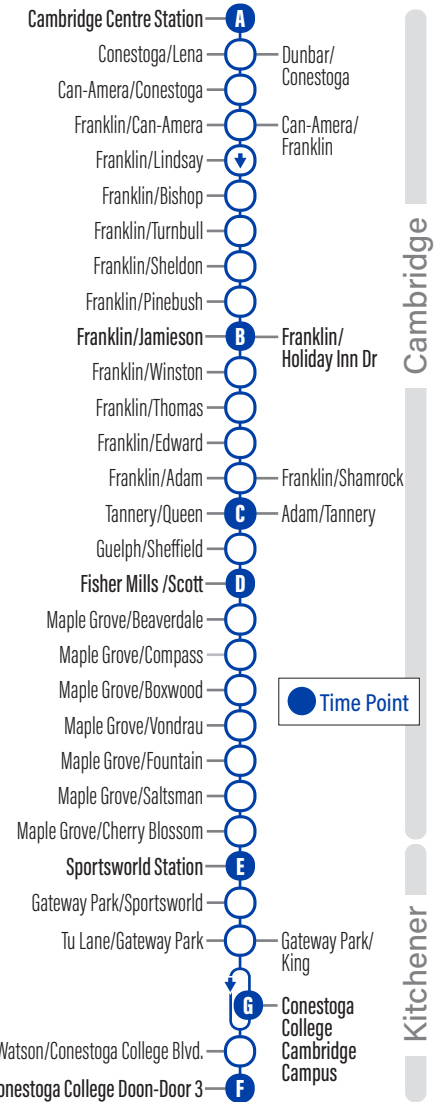 Cambridge Centre Station A
Conestoga/Lena Dunbar/
Conestoga
Can-Amera/Conestoga
Franklin/Can-Amera Can-Amera/
Franklin
Franklin/Lindsay
Franklin/Bishop
Franklin/Turnbull
Franklin/Sheldon
Franklin/Pinebush
Franklin/Jamieson B Franklin/
Holiday Inn Dr
Franklin/Winston
Franklin/Thomas
Franklin/Edward
Franklin/Adam Franklin/Shamrock
Tannery/Queen C Adam/Tannery
Guelph/Sheffield
Fisher Mills /Scott D
Maple Grove/Beaverdale
Maple Grove/Compass
Maple Grove/Boxwood
Time Point
Maple Grove/Vondrau
Maple Grove/Fountain
Maple Grove/Saltsman
Maple Grove/Cherry Blossom
Sportsworld Station E
Gateway Park/Sportsworld
Tu Lane/Gateway Park Gateway Park/
King
G Conestoga
College
Cambridge
Campus
Watson/Conestoga College Blvd.
onestoga College Doon-Door 3 F
Cambridge
Kitchener